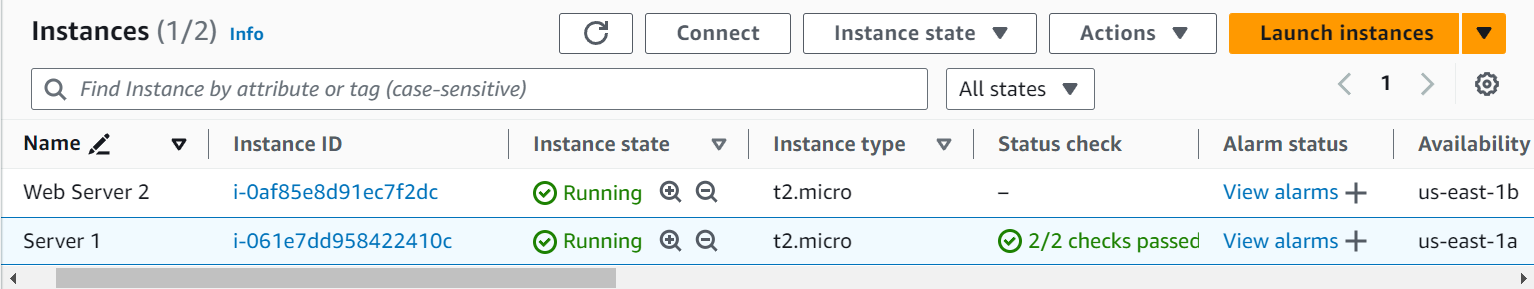 Instances (1/2) Info Connect Instance state Actions Launch instances
Find Instance by attribute or tag (case-sensitive) All states 1
Name Instance ID Instance state Instance type Status check Alarm status Availability
Web Server 2 i-0af85e8d91ec7f2dc Running t2.micro – View alarms + us-east-1b
Server 1 i-061e7dd958422410c Running t2.micro 2/2 checks passed View alarms + us-east-1a